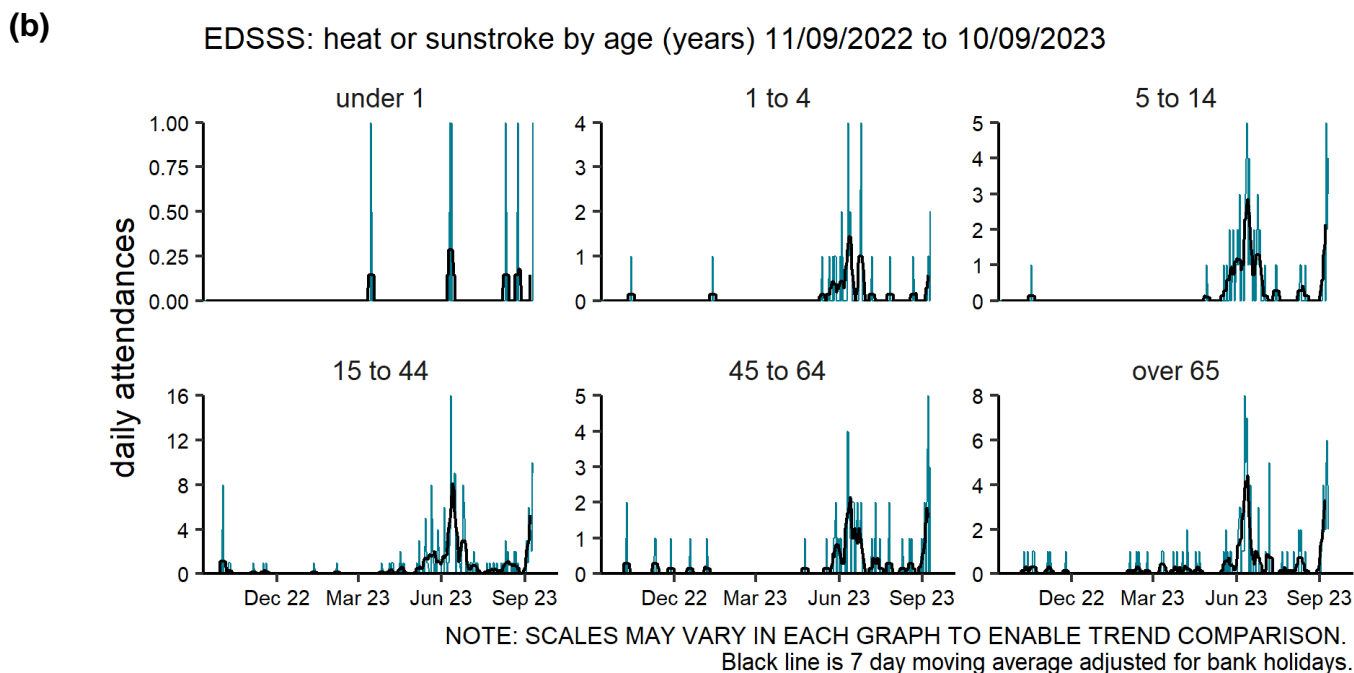 (b)
EDSSS: heat or sunstroke by age (years) 11/09/2022 to 10/09/2023
under 1
1 to 4
5 to 14
1.00
0.75
0.50
0.25
0.00
4
3
2
1
0
5
4
3
2
1
0
daily attendances
15 to 44
45 to 64
over 65
16
12
8
4
0
5
4
3
2
1
0
8
6
4
2
0
Dec 22 Mar 23 Jun 23 Sep 23
Dec 22 Mar 23 Jun 23 Sep 23
Dec 22 Mar 23 Jun 23 Sep 23
NOTE: SCALES MAY VARY IN EACH GRAPH TO ENABLE TREND COMPARISON.
Black line is 7 day moving average adjusted for bank holidays.